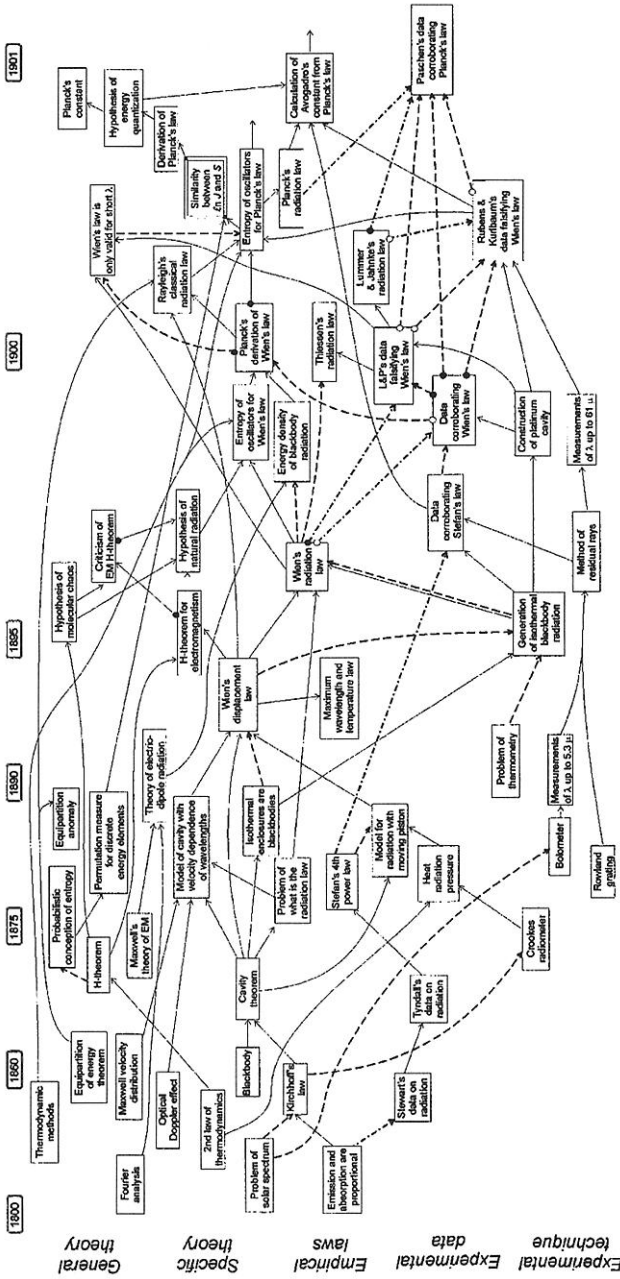 1800
1860
1875
1890
1895
1900
1901
General
theory
Thermodynamic
methods
Equipartition
of energy
theorem
Fourier
analysis
Maxwell velocity
distribution
Probabilistic
conception of entropy
H-theorem
Equipartition
anomaly
Permutation measure
for discrete
energy elements
Hypothesis of
molecular chaos
Criticism of
EM H-theorem
Wien's law is
only valid for short λ
Planck's
constant
Hypothesis of
energy
quantization
Derivation of
Planck's law
Specific
theory
Optical
Doppler effect
2nd law of
thermodynamics
Maxwell's
theory of EM
Theory of electric-
dipole radiation
Model of cavity with
velocity dependence
of wavelengths
H-theorem for
electromagnetism
Hypothesis of
natural radiation
Wien's
displacement
law
Entropy of
oscillators for
Wien's law
Planck's
derivation of
Wien's law
Energy density
of blackbody
radiation
Rayleigh's
classical
radiation law
Similarity
between
ℓn J and S
Entropy of oscillators
for Planck's law
Blackbody
Cavity
theorem
Isothermal
enclosures are
blackbodies
Empirical
laws
Problem of
solar spectrum
Kirchhoff's
law
Emission and
absorption are
proportional
Problem of
what is the
radiation law
Stefan's 4th
power law
Maximum
wavelength and
temperature law
Wien's
radiation
law
Thiessen's
radiation law
Lummer
& Jahnke's
radiation law
Planck's
radiation law
Calculation of
Avogadro's
constant from
Planck's law
Experimental
data
Stewart's
data on
radiation
Tyndall's
data on
radiation
Model for
radiation with
moving piston
Heat
radiation
pressure
Data
corroborating
Stefan's law
Data
corroborating
Wien's law
L&P's data
falsifying
Wien's law
Rubens &
Kurlbaum's
data falsifying
Wien's law
Paschen's data
corroborating
Planck's law
Experimental
technique
Crookes
radiometer
Bolometer
Rowland
grating
Problem of
thermometry
Measurements
of λ up to 5.3 μ
Generation
of isothermal
blackbody
radiation
Method of
residual rays
Construction
of platinum
cavity
Measurements
of λ up to 61 μ